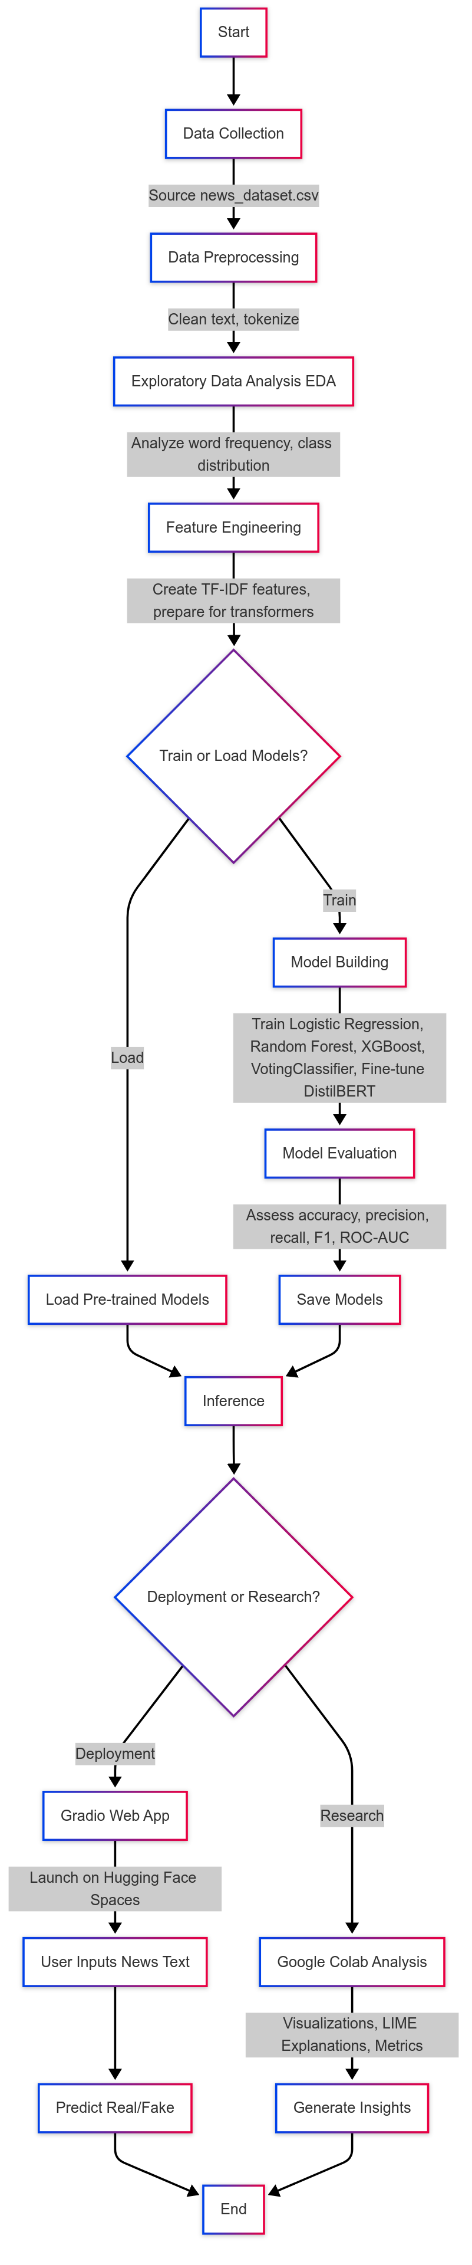 Start
Data Collection
Source news_dataset.csv
Data Preprocessing
Clean text, tokenize
Exploratory Data Analysis EDA
Analyze word frequency, class
distribution
Feature Engineering
Create TF-IDF features,
prepare for transformers
Train or Load Models?
Train
Model Building
Train Logistic Regression,
Random Forest, XGBoost,
VotingClassifier, Fine-tune
DistilBERT
Load
Model Evaluation
Assess accuracy, precision,
recall, F1, ROC-AUC
Load Pre-trained Models
Save Models
Inference
Deployment or Research?
Deployment
Gradio Web App
Research
Launch on Hugging Face
Spaces
User Inputs News Text
Google Colab Analysis
Visualizations, LIME
Explanations, Metrics
Predict Real/Fake
Generate Insights
End